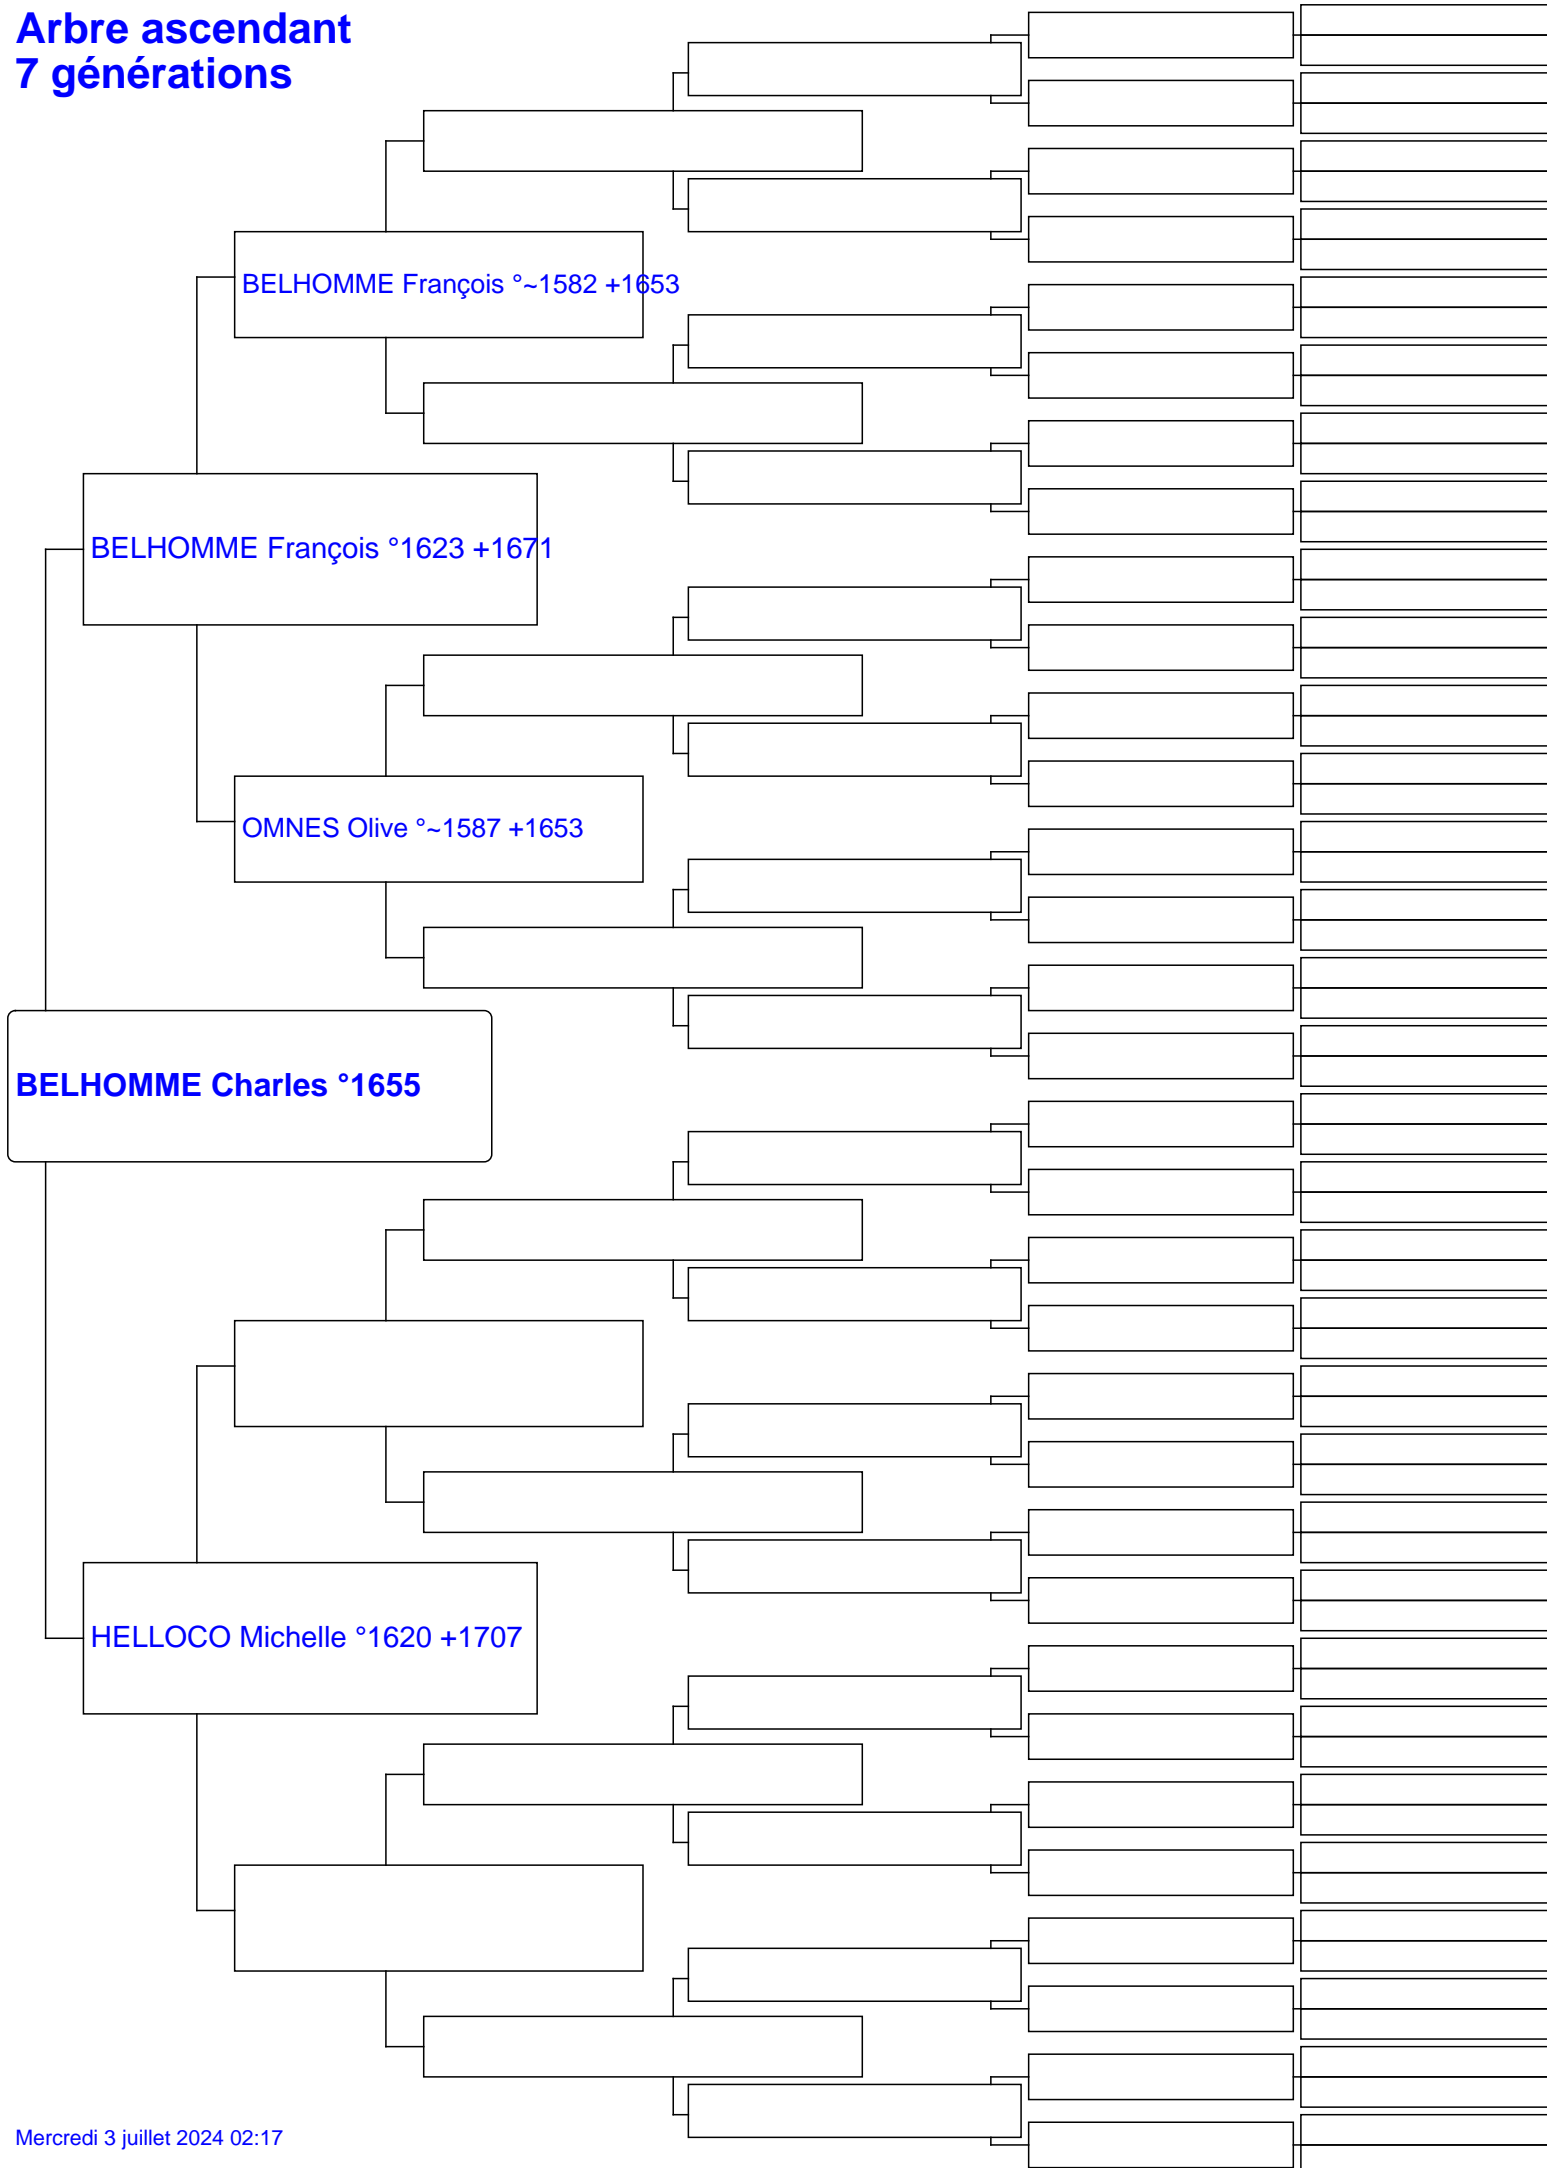 Arbre ascendant
7 générations
BELHOMME François °~1582 +1653
BELHOMME François °1623 +1671
OMNES Olive °~1587 +1653
BELHOMME Charles °1655
HELLOCO Michelle °1620 +1707
Mercredi 3 juillet 2024 02:17